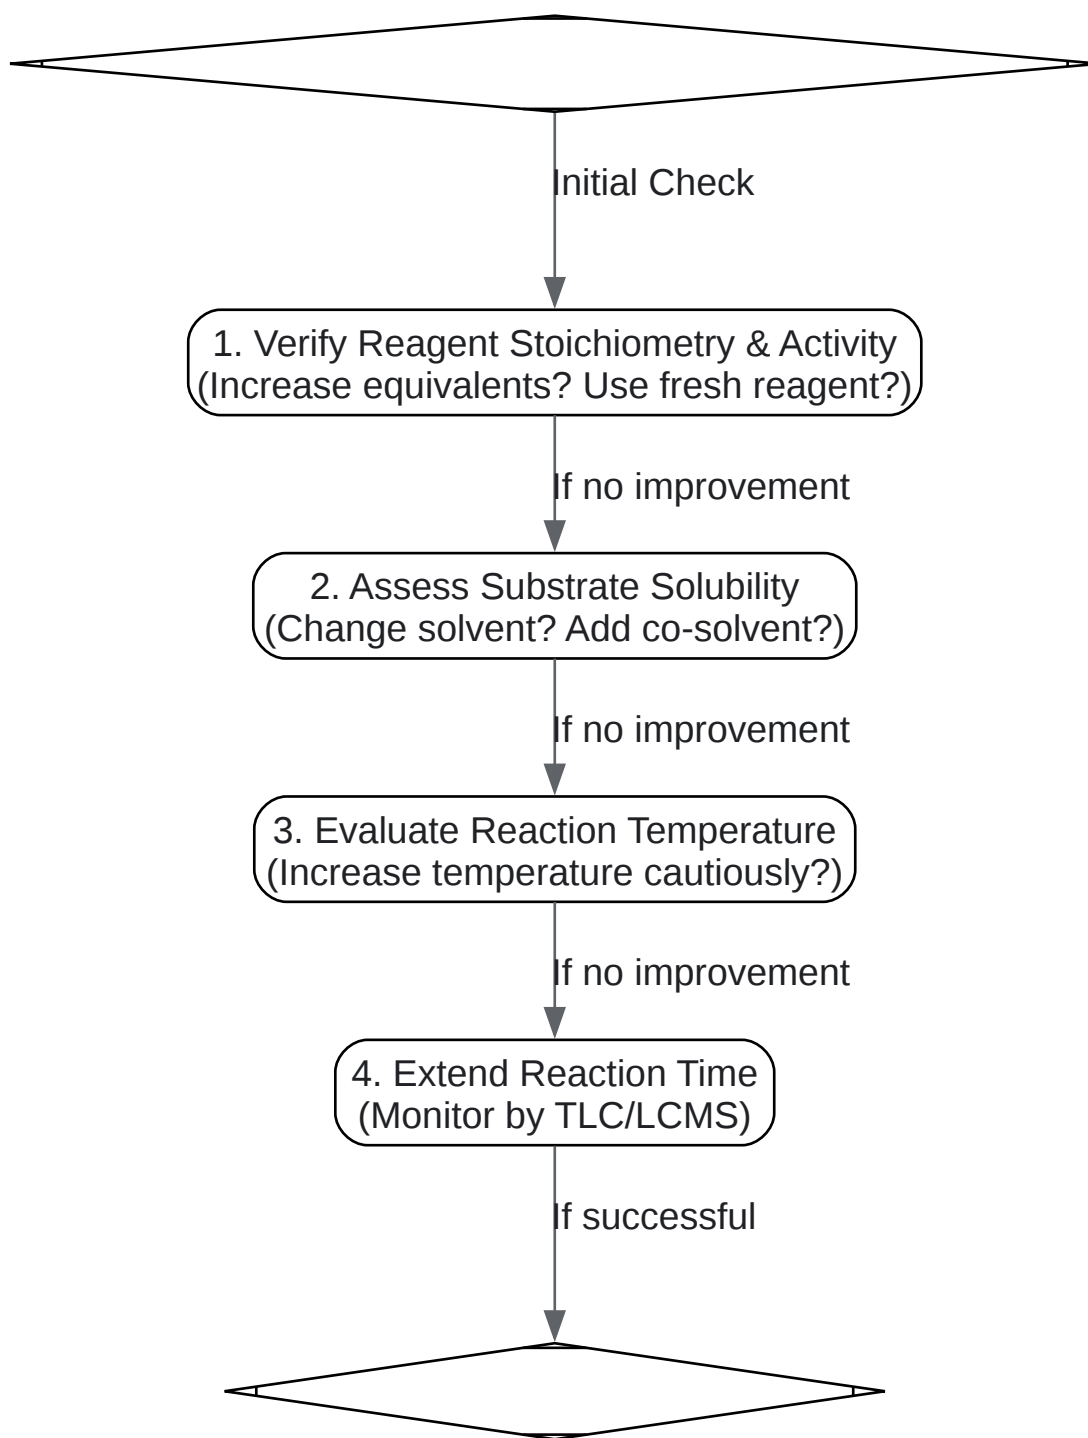 Initial Check
1. Verify Reagent Stoichiometry & Activity
(Increase equivalents? Use fresh reagent?)
If no improvement
2. Assess Substrate Solubility
(Change solvent? Add co-solvent?)
If no improvement
3. Evaluate Reaction Temperature
(Increase temperature cautiously?)
If no improvement
4. Extend Reaction Time
(Monitor by TLC/LCMS)
If successful